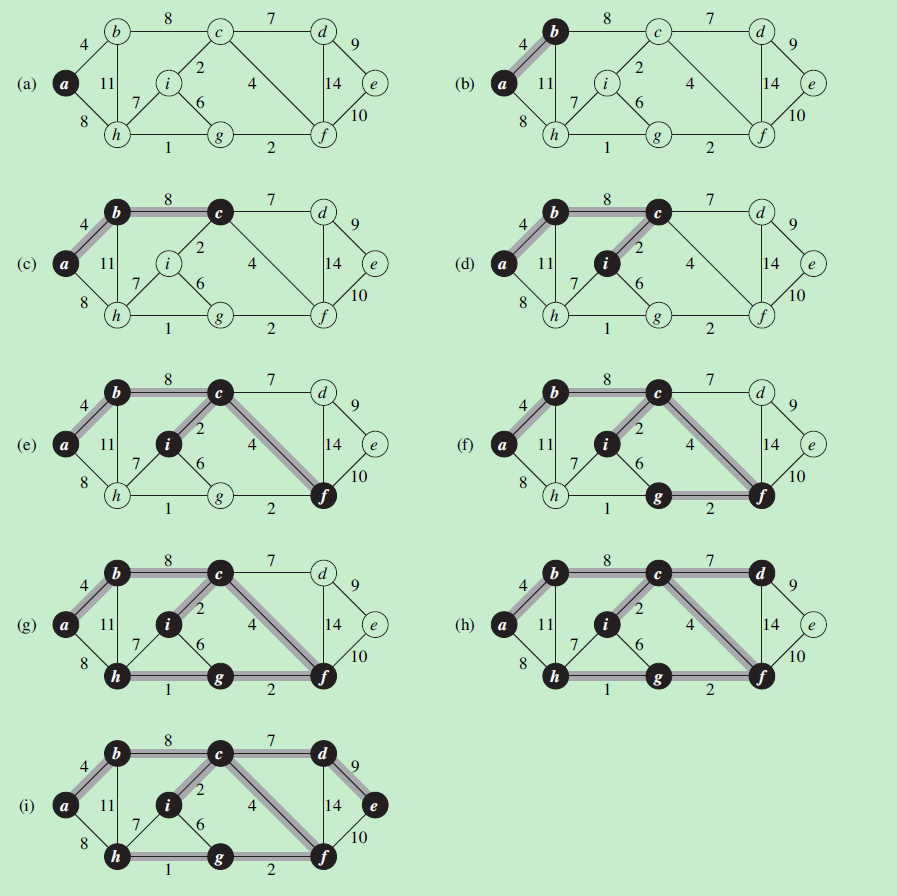 8 7 8 7
4 b c d 9 4 b c d 9
2 2
(a) a 11 i 4 14 e (b) a 11 i 4 14 e
7 6 7 6
8 h g f 10 8 h g f 10
1 2 1 2
8 7 8 7
4 b c d 9 4 b c d 9
2 2
(c) a 11 i 4 14 e (d) a 11 i 4 14 e
7 6 7 6
8 h g f 10 8 h g f 10
1 2 1 2
8 7 8 7
4 b c d 9 4 b c d 9
2 2
(e) a 11 i 4 14 e (f) a 11 i 4 14 e
7 6 7 6
8 h g f 10 8 h g f 10
1 2 1 2
8 7 8 7
4 b c d 9 4 b c d 9
2 2
(g) a 11 i 4 14 e (h) a 11 i 4 14 e
7 6 7 6
8 h g f 10 8 h g f 10
1 2 1 2
8 7
4 b c d 9
2
(i) a 11 i 4 14 e
7 6
8 h g f 10
1 2